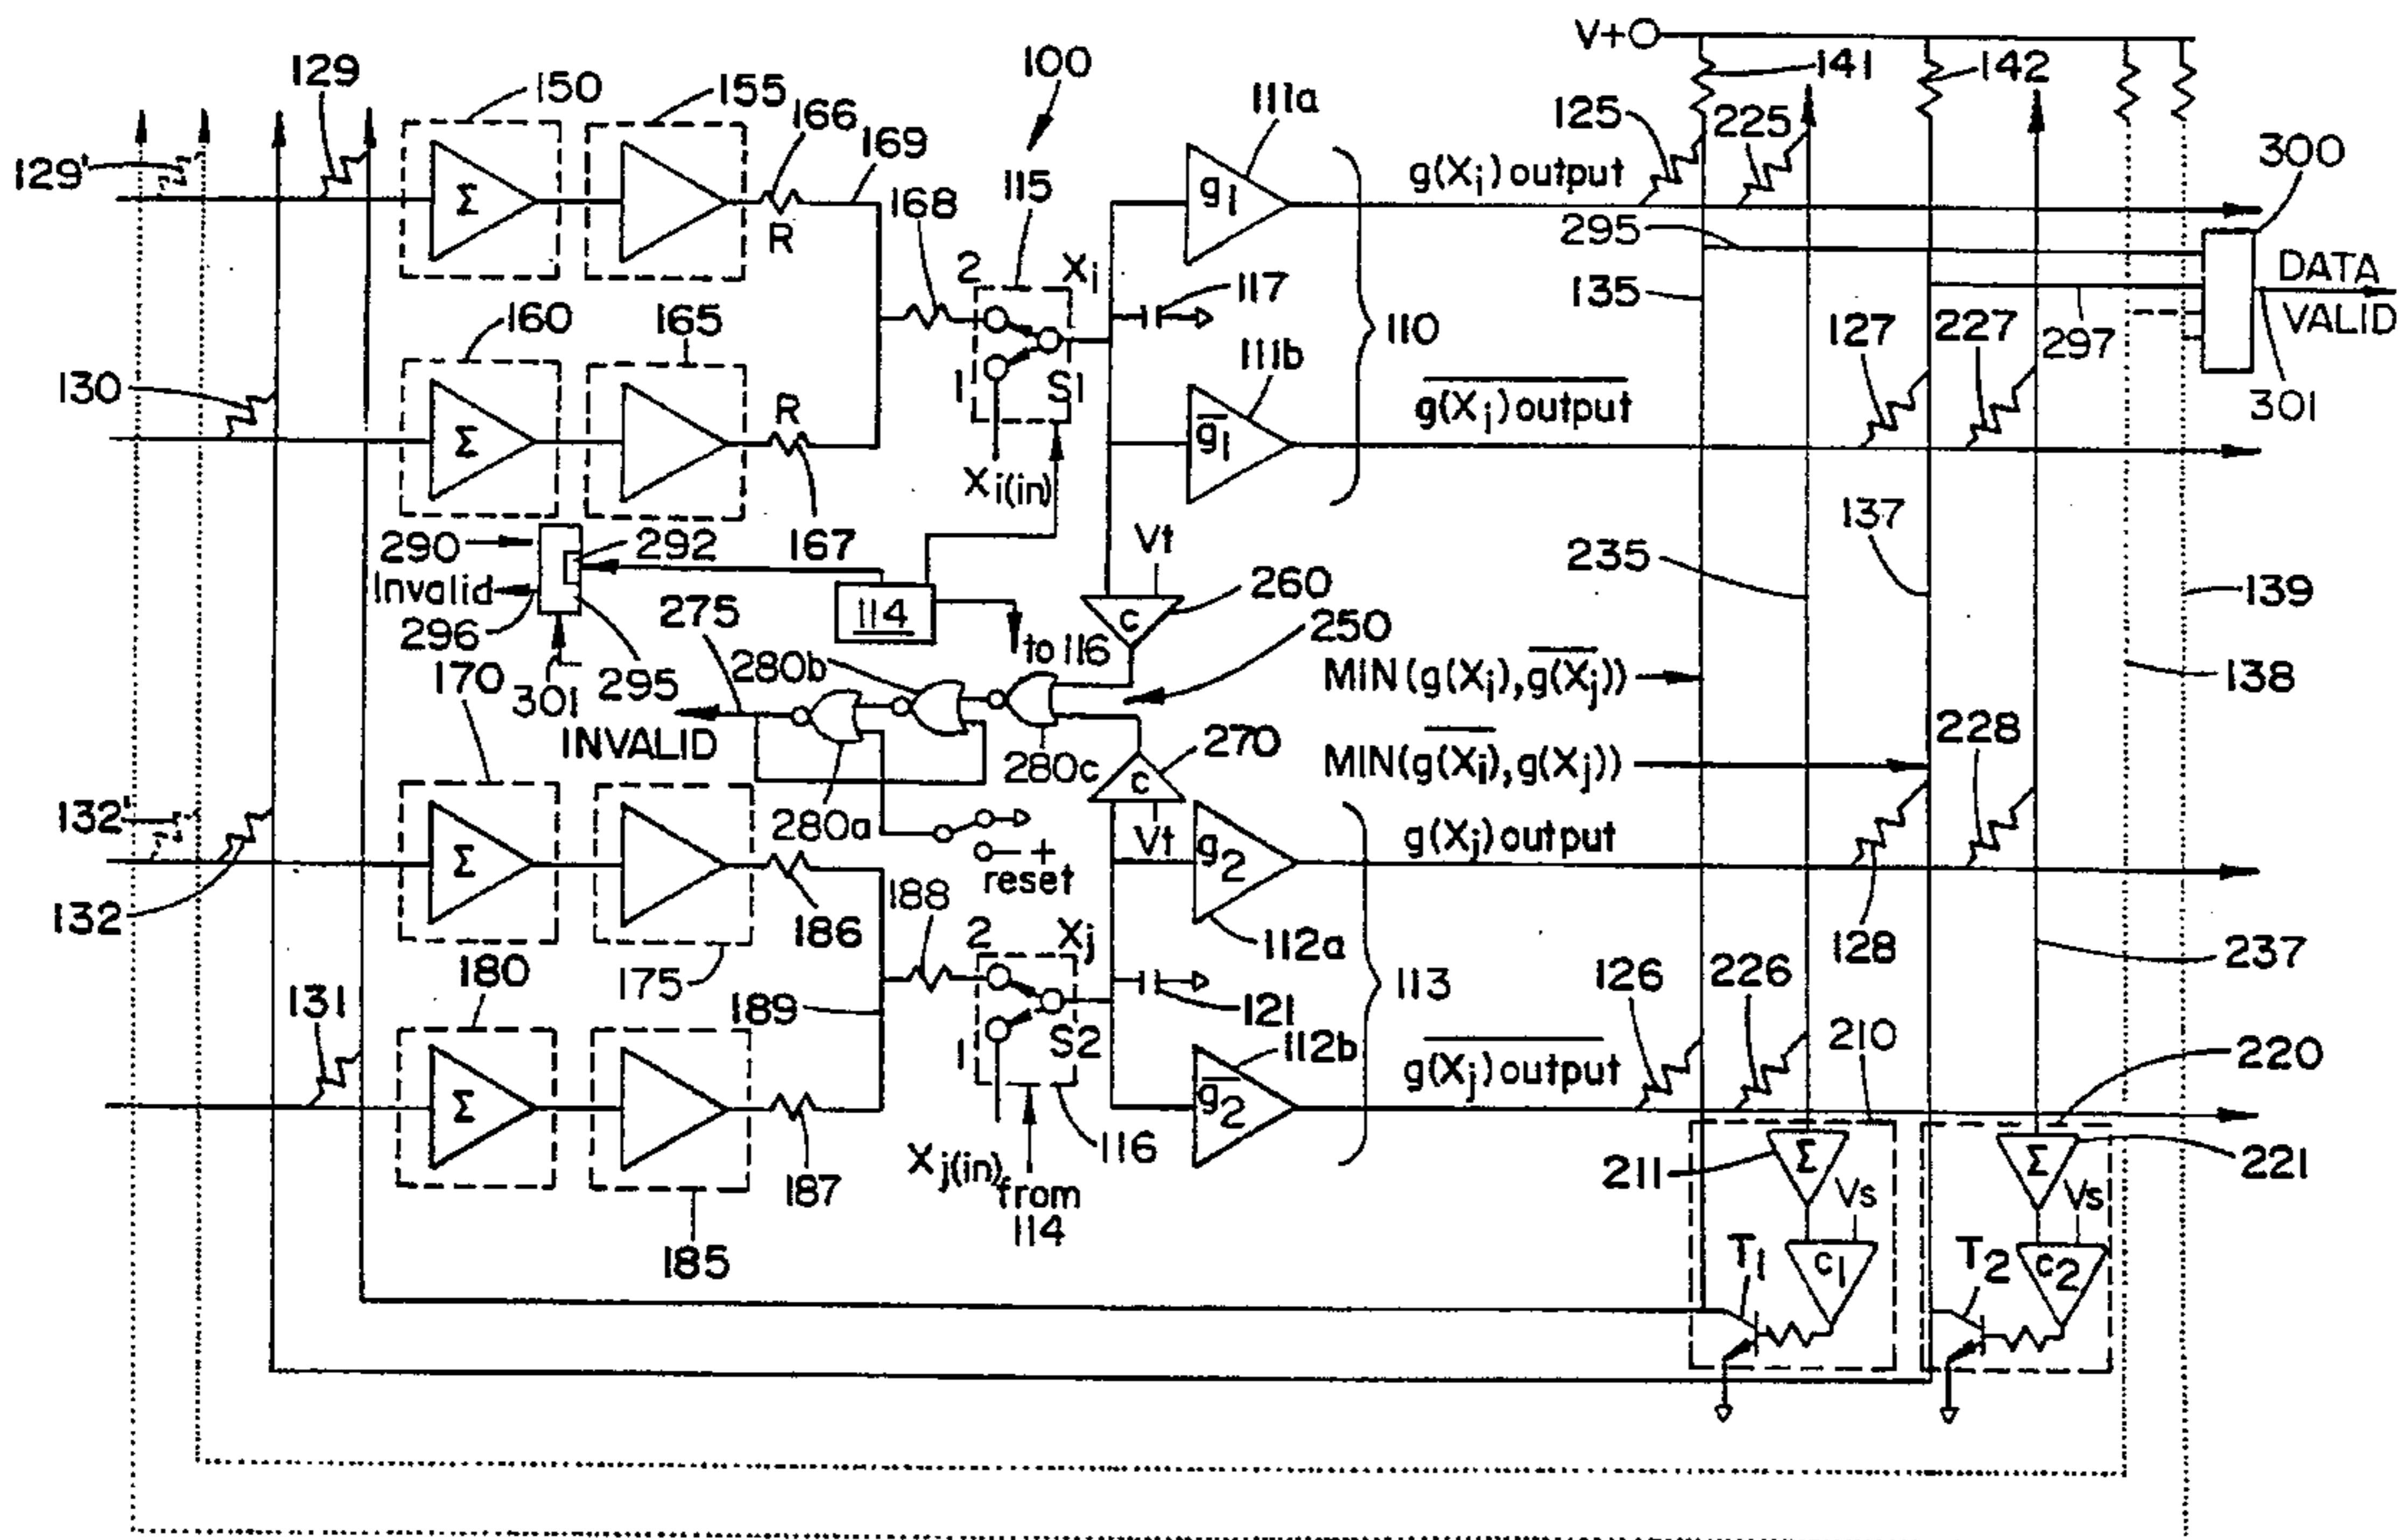 V+
129
150
155
166
100
111a
141
142
169
125
225
129'
g(Xi) output
300
Σ
R
168
115
g1
295
2
Xi
DATA
135
160
165
117
110
VALID
127
227
111b
297
130
R
1
S1
g(Xi) output
301
Σ
g1
Xi(in)
137
290
292
167
Vt
235
260
139
Invalid
114
C
275
296
to 116
250
280b
MIN(g(Xi), g(Xj))
138
170
301
295
228
INVALID
270
MIN(g(Xi), g(Xj))
280c
C
132'
280a
Vt
g(Xj) output
Σ
+
g2
reset
188
132
186
2
Xj
112a
128
237
180
175
126
226
113
131
189
121
210
1
S2
112b
220
g(Xj) output
Σ
g2
Σ
Σ
221
116
211
Xj(in)
187
from
114
Vs
Vs
185
T1
C1
T2
C2